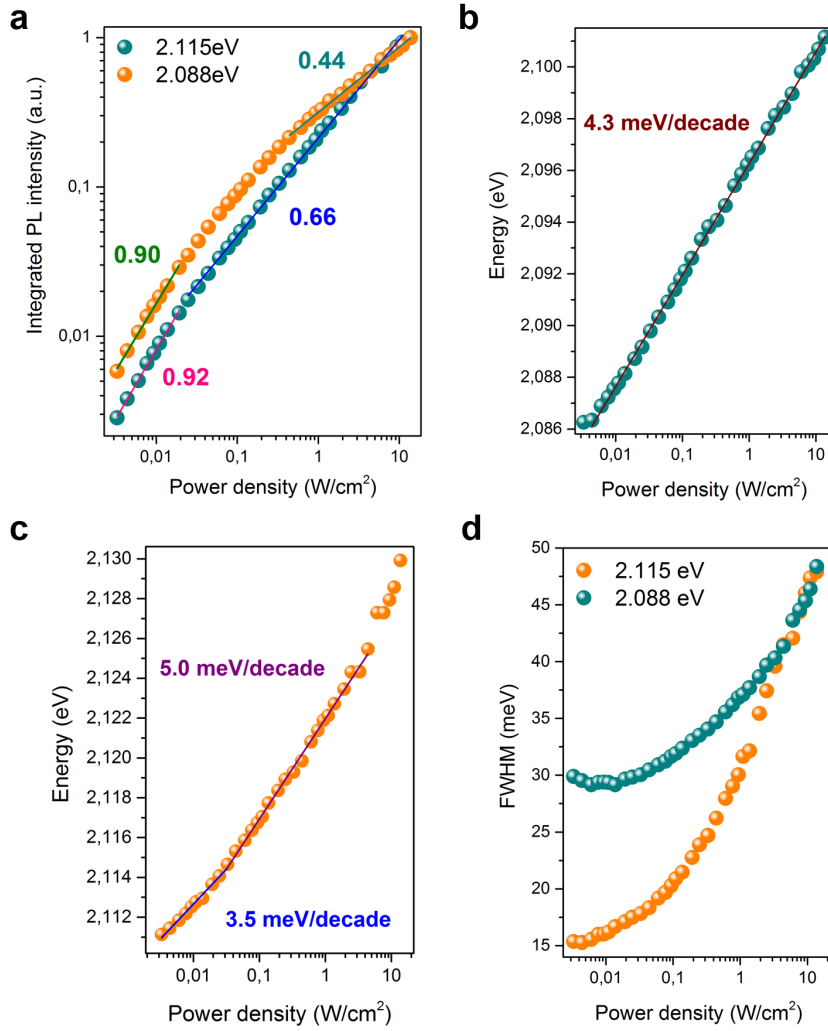 a
2.115eV
2.088eV
0.44
0.66
0.90
0.92
1
0,1
0,01
Integrated PL intensity (a.u.)
0,01
0,1
1
10
Power density (W/cm²)
b
4.3 meV/decade
2,100
2,098
2,096
2,094
2,092
2,090
2,088
2,086
Energy (eV)
0,01
0,1
1
10
Power density (W/cm²)
c
5.0 meV/decade
3.5 meV/decade
2,130
2,128
2,126
2,124
2,122
2,120
2,118
2,116
2,114
2,112
Energy (eV)
0,01
0,1
1
10
Power density (W/cm²)
d
2.115 eV
2.088 eV
50
45
40
35
30
25
20
15
FWHM (meV)
0,01
0,1
1
10
Power density (W/cm²)